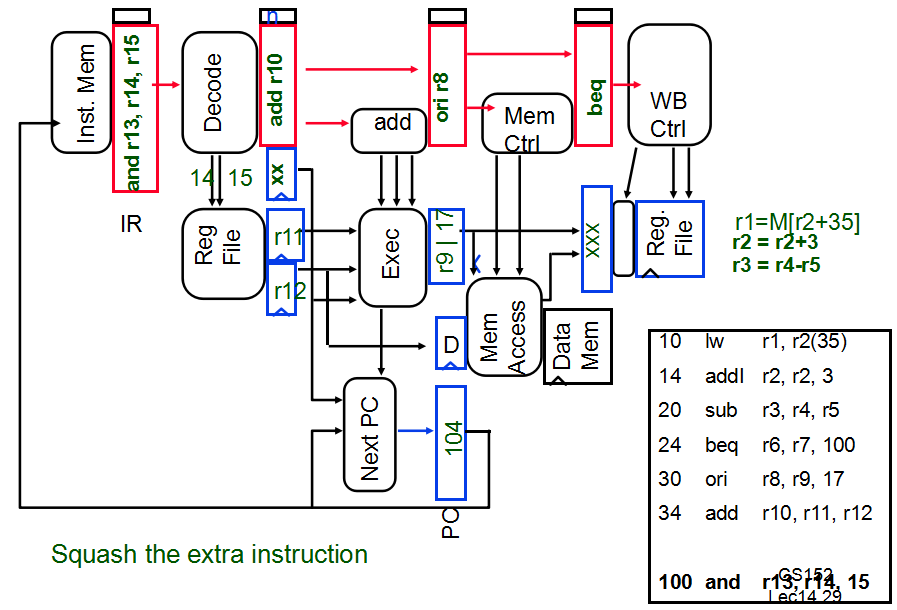 n
Inst. Mem
and r13, r14, r15
Decode
add r10
ori r8
beq
add
Mem
Ctrl
WB
Ctrl
IR
14 15
xx
Reg
File
r11
r12
Exec
r9 | 17
x
xxx
Reg.
File
r1=M[r2+35]
r2 = r2+3
r3 = r4-r5
D
Mem
Access
Data
Mem
Next PC
104
PC
10 lw r1, r2(35)
14 addI r2, r2, 3
20 sub r3, r4, r5
24 beq r6, r7, 100
30 ori r8, r9, 17
34 add r10, r11, r12
100 and r13, r14, 15
CS152
Lec14.29
Squash the extra instruction